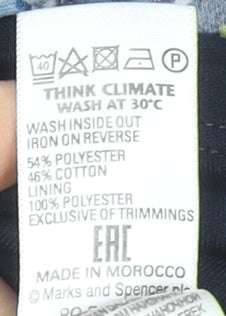 40 P
THINK CLIMATE
WASH AT 30°C
WASH INSIDE OUT
IRON ON REVERSE
54% POLYESTER
46% COTTON
LINING
100% POLYESTER
EXCLUSIVE OF TRIMMINGS
EAC
MADE IN MOROCCO
© Marks and Spencer plc